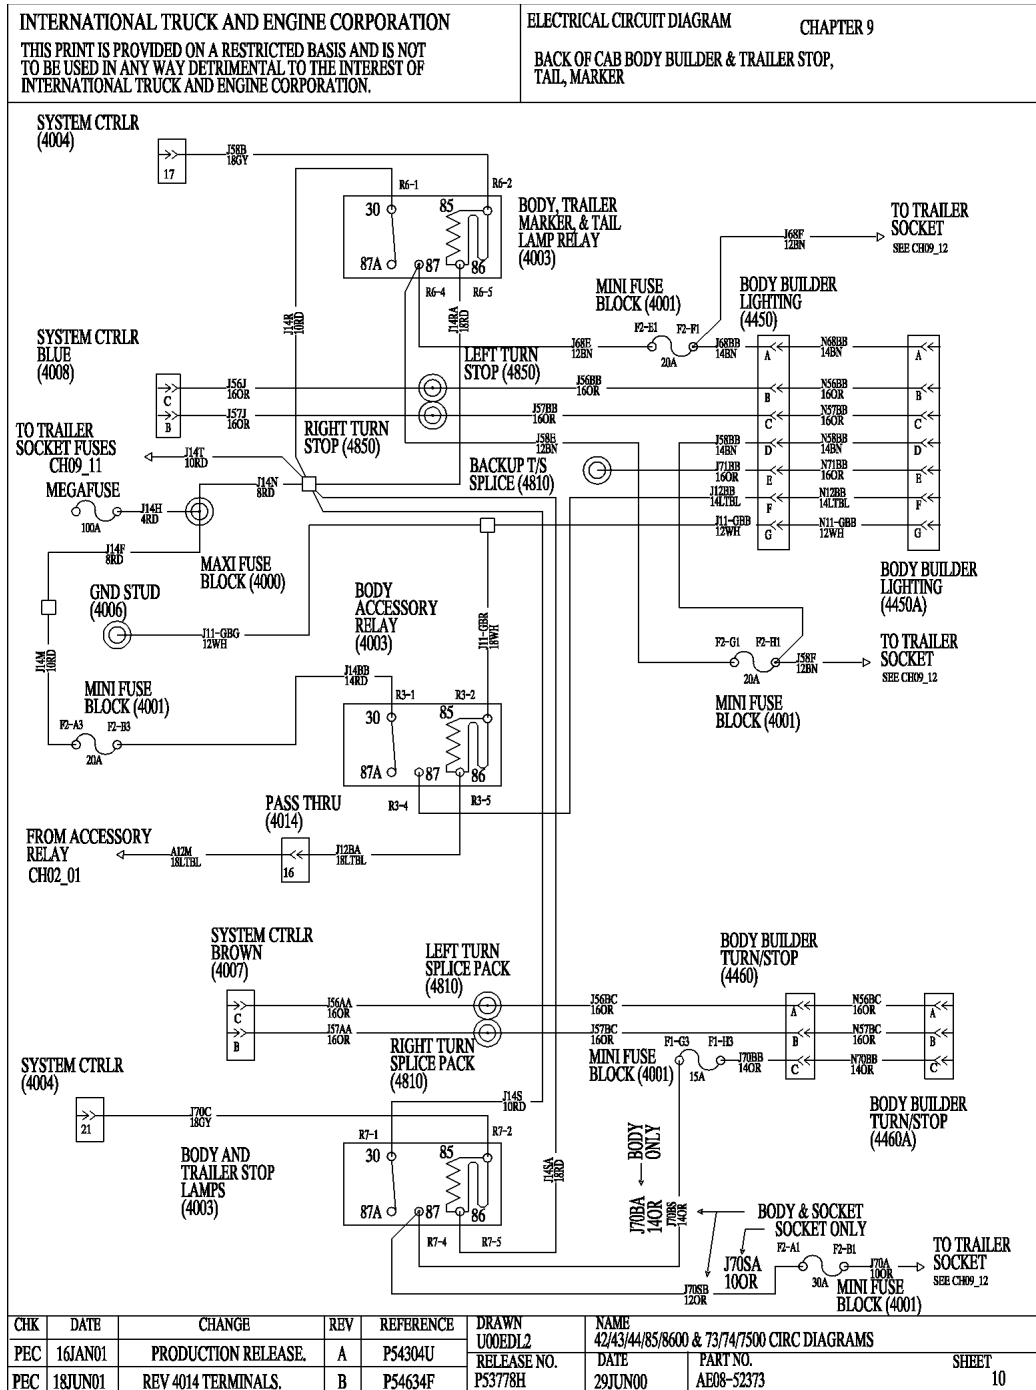 INTERNATIONAL TRUCK AND ENGINE CORPORATION
THIS PRINT IS PROVIDED ON A RESTRICTED BASIS AND IS NOT
TO BE USED IN ANY WAY DETRIMENTAL TO THE INTEREST OF
INTERNATIONAL TRUCK AND ENGINE CORPORATION.
ELECTRICAL CIRCUIT DIAGRAM
CHAPTER 9
BACK OF CAB BODY BUILDER & TRAILER STOP,
TAIL, MARKER
SYSTEM CTRLR
(4004)
17
J58B
18GY
R6-1
R6-2
30
85
87A
87
86
BODY, TRAILER
MARKER, & TAIL
LAMP RELAY
(4003)
R6-4
R6-5
J14R
10RD
J14RA
18RD
TO TRAILER
SOCKET
SEE CH09_12
J68F
12BN
MINI FUSE
BLOCK (4001)
F2-E1
F2-F1
20A
BODY BUILDER
LIGHTING
(4450)
J68E
12BN
J68BB
14BN
A
N68BB
14BN
A
SYSTEM CTRLR
BLUE
(4008)
C
B
J56J
16OR
J57J
16OR
LEFT TURN
STOP (4850)
RIGHT TURN
STOP (4850)
J56BB
16OR
B
N56BB
16OR
B
J57BB
16OR
C
N57BB
16OR
C
J58E
12BN
J58BB
14BN
D
N58BB
14BN
D
TO TRAILER
SOCKET FUSES
CH09_11
J14T
10RD
BACKUP T/S
SPLICE (4810)
J71BB
16OR
E
N71BB
16OR
E
J12BB
14LTBL
F
N12BB
14LTBL
F
J11-GBB
12WH
G
N11-GBB
12WH
G
MEGAFUSE
100A
J14H
4RD
J14N
8RD
J14F
8RD
MAXI FUSE
BLOCK (4000)
BODY BUILDER
LIGHTING
(4450A)
GND STUD
(4006)
J11-GBG
12WH
BODY
ACCESSORY
RELAY
(4003)
J11-GBR
18WH
J14M
10RD
MINI FUSE
BLOCK (4001)
F2-A3
F2-B3
20A
J14BB
14RD
R3-1
R3-2
30
85
87A
87
86
R3-4
R3-5
F2-G1
F2-H1
20A
J58F
12BN
MINI FUSE
BLOCK (4001)
TO TRAILER
SOCKET
SEE CH09_12
PASS THRU
(4014)
16
FROM ACCESSORY
RELAY
CH02_01
A12M
18LTBL
J12BA
18LTBL
SYSTEM CTRLR
BROWN
(4007)
C
B
J56AA
16OR
J57AA
16OR
LEFT TURN
SPLICE PACK
(4810)
RIGHT TURN
SPLICE PACK
(4810)
BODY BUILDER
TURN/STOP
(4460)
J56BC
16OR
A
N56BC
16OR
A
J57BC
16OR
B
N57BC
16OR
B
MINI FUSE
BLOCK (4001)
F1-G3
F1-H3
15A
J70BB
14OR
C
N70BB
14OR
C
BODY BUILDER
TURN/STOP
(4460A)
SYSTEM CTRLR
(4004)
21
J70C
18GY
J14S
10RD
R7-1
R7-2
30
85
87A
87
86
BODY AND
TRAILER STOP
LAMPS
(4003)
R7-4
R7-5
J14SA
18RD
BODY
ONLY
J70BA
14OR
J70BS
14OR
BODY & SOCKET
SOCKET ONLY
J70SA
10OR
J70SB
12OR
F2-A1
F2-B1
30A
J70A
10OR
MINI FUSE
BLOCK (4001)
TO TRAILER
SOCKET
SEE CH09_12
CHK DATE CHANGE REV REFERENCE
PEC 16JAN01 PRODUCTION RELEASE. A P54304U
PEC 18JUN01 REV 4014 TERMINALS. B P54634F
DRAWN
U00EDL2
RELEASE NO.
P53778H
NAME
42/43/44/85/8600 & 73/74/7500 CIRC DIAGRAMS
DATE
29JUN00
PART NO.
AE08-52373
SHEET
10